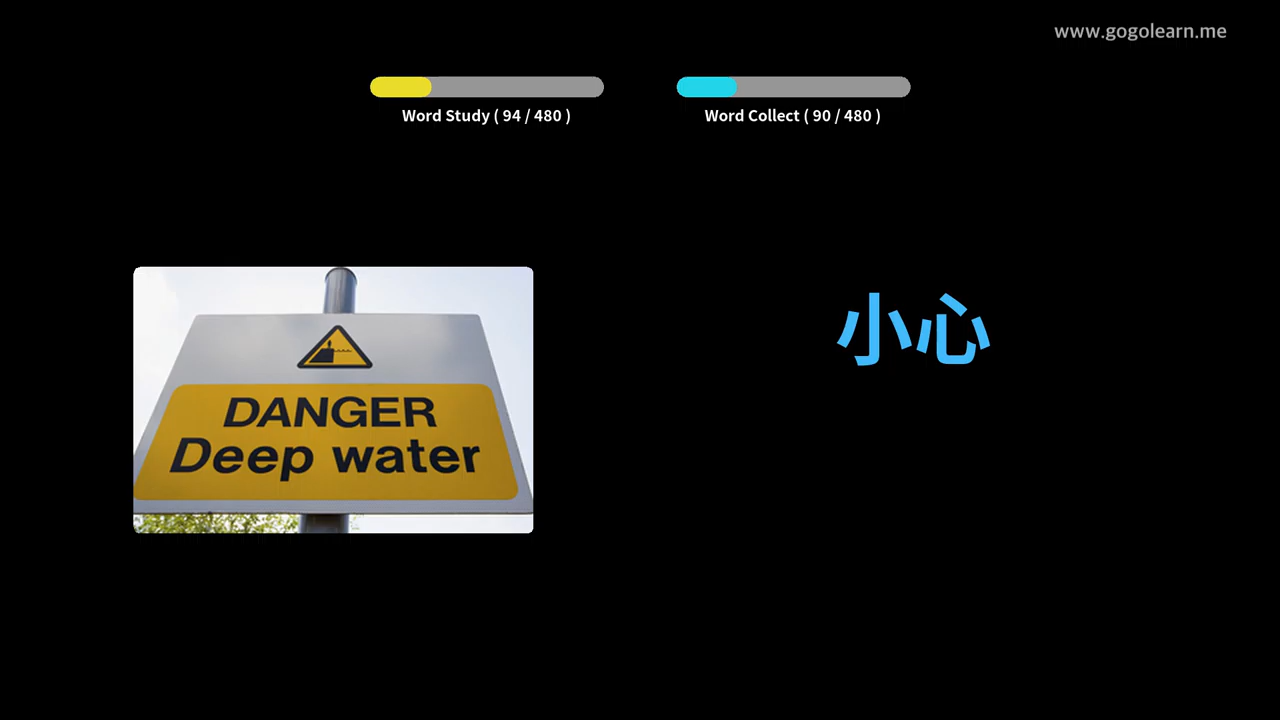 www.gogolearn.me
Word Study ( 94 / 480 )
Word Collect ( 90 / 480 )
DANGER
Deep water
小心